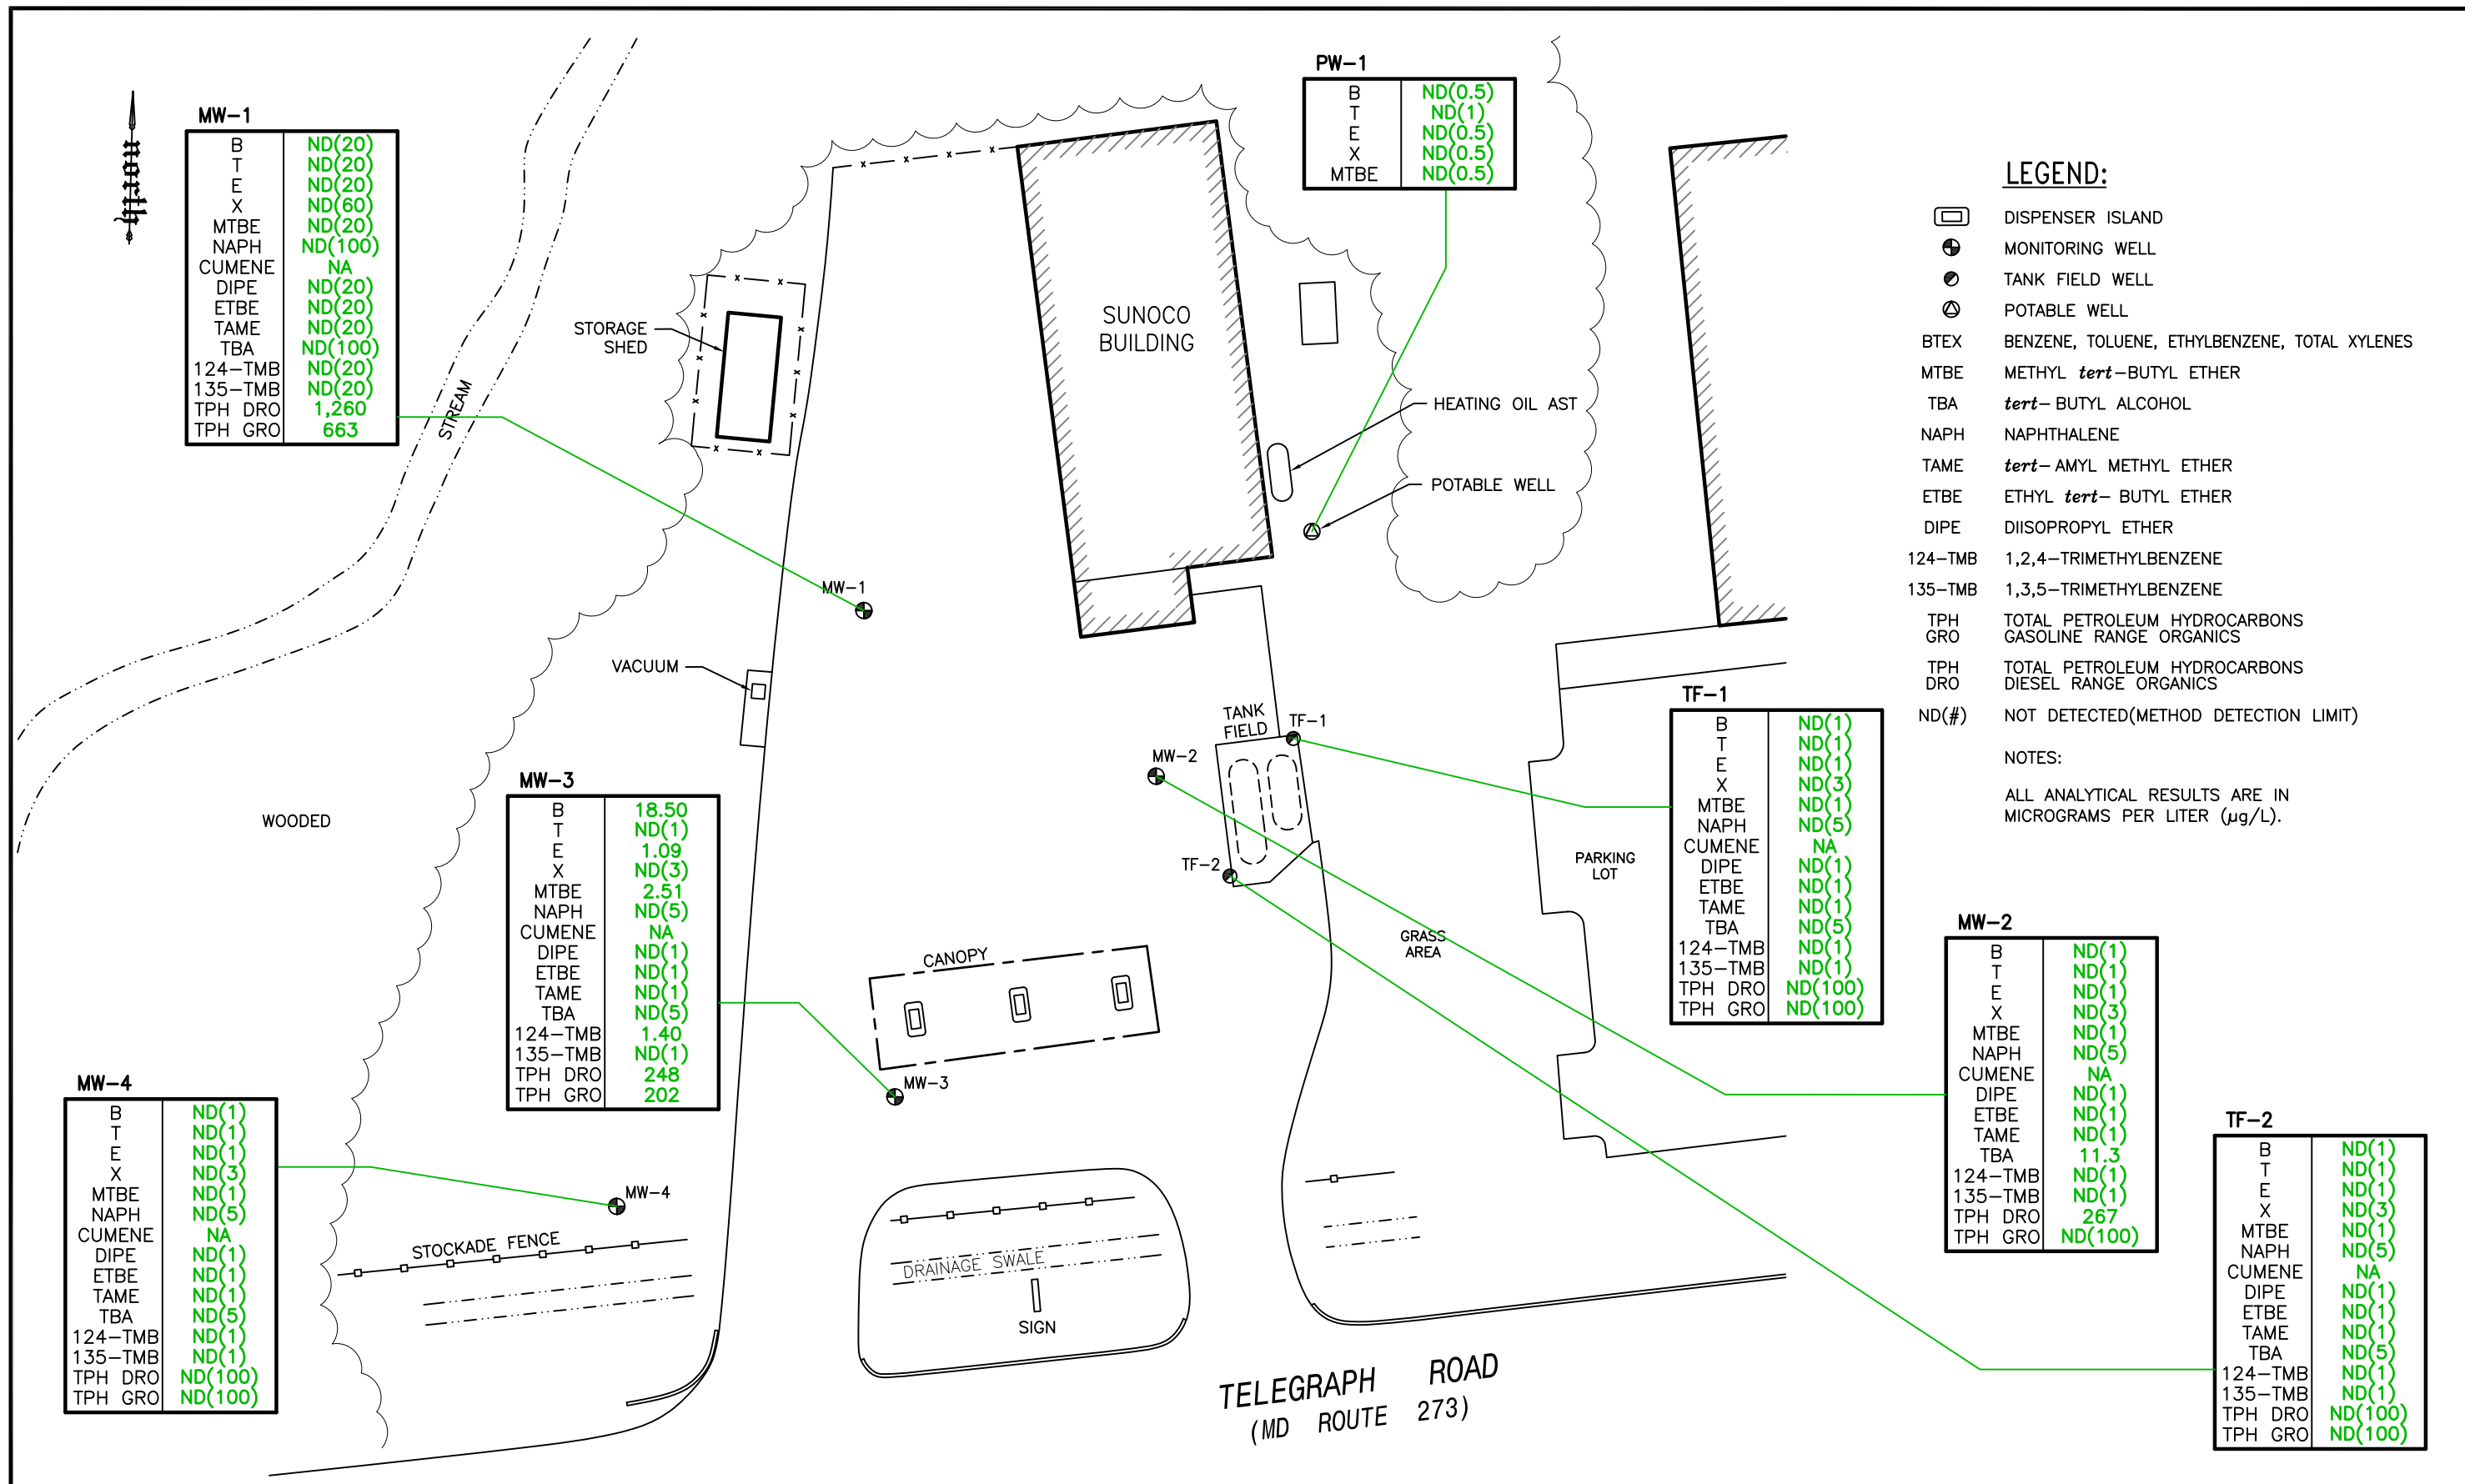 north
MW-1
B ND(20)
T ND(20)
E ND(20)
X ND(60)
MTBE ND(20)
NAPH ND(100)
CUMENE NA
DIPE ND(20)
ETBE ND(20)
TAME ND(20)
TBA ND(100)
124-TMB ND(20)
135-TMB ND(20)
TPH DRO 1,260
TPH GRO 663
PW-1
B ND(0.5)
T ND(1)
E ND(0.5)
X ND(0.5)
MTBE ND(0.5)
STREAM
STORAGE
SHED
SUNOCO
BUILDING
HEATING OIL AST
POTABLE WELL
MW-1
VACUUM
WOODED
TANK
FIELD
TF-1
MW-2
TF-2
PARKING
LOT
GRASS
AREA
CANOPY
MW-3
MW-4
STOCKADE FENCE
DRAINAGE SWALE
SIGN
TELEGRAPH ROAD
(MD ROUTE 273)
MW-3
B 18.50
T ND(1)
E 1.09
X ND(3)
MTBE 2.51
NAPH ND(5)
CUMENE NA
DIPE ND(1)
ETBE ND(1)
TAME ND(1)
TBA ND(5)
124-TMB 1.40
135-TMB ND(1)
TPH DRO 248
TPH GRO 202
MW-4
B ND(1)
T ND(1)
E ND(1)
X ND(3)
MTBE ND(1)
NAPH ND(5)
CUMENE NA
DIPE ND(1)
ETBE ND(1)
TAME ND(1)
TBA ND(5)
124-TMB ND(1)
135-TMB ND(1)
TPH DRO ND(100)
TPH GRO ND(100)
TF-1
B ND(1)
T ND(1)
E ND(1)
X ND(3)
MTBE ND(1)
NAPH ND(5)
CUMENE NA
DIPE ND(1)
ETBE ND(1)
TAME ND(1)
TBA ND(5)
124-TMB ND(1)
135-TMB ND(1)
TPH DRO ND(100)
TPH GRO ND(100)
MW-2
B ND(1)
T ND(1)
E ND(1)
X ND(3)
MTBE ND(1)
NAPH ND(5)
CUMENE NA
DIPE ND(1)
ETBE ND(1)
TAME ND(1)
TBA 11.3
124-TMB ND(1)
135-TMB ND(1)
TPH DRO 267
TPH GRO ND(100)
TF-2
B ND(1)
T ND(1)
E ND(1)
X ND(3)
MTBE ND(1)
NAPH ND(5)
CUMENE NA
DIPE ND(1)
ETBE ND(1)
TAME ND(1)
TBA ND(5)
124-TMB ND(1)
135-TMB ND(1)
TPH DRO ND(100)
TPH GRO ND(100)
LEGEND:
DISPENSER ISLAND
MONITORING WELL
TANK FIELD WELL
POTABLE WELL
BTEX BENZENE, TOLUENE, ETHYLBENZENE, TOTAL XYLENES
MTBE METHYL tert-BUTYL ETHER
TBA tert- BUTYL ALCOHOL
NAPH NAPHTHALENE
TAME tert- AMYL METHYL ETHER
ETBE ETHYL tert- BUTYL ETHER
DIPE DIISOPROPYL ETHER
124-TMB 1,2,4-TRIMETHYLBENZENE
135-TMB 1,3,5-TRIMETHYLBENZENE
TPH TOTAL PETROLEUM HYDROCARBONS
GRO GASOLINE RANGE ORGANICS
TPH TOTAL PETROLEUM HYDROCARBONS
DRO DIESEL RANGE ORGANICS
ND(#) NOT DETECTED(METHOD DETECTION LIMIT)
NOTES:
ALL ANALYTICAL RESULTS ARE IN
MICROGRAMS PER LITER (µg/L).